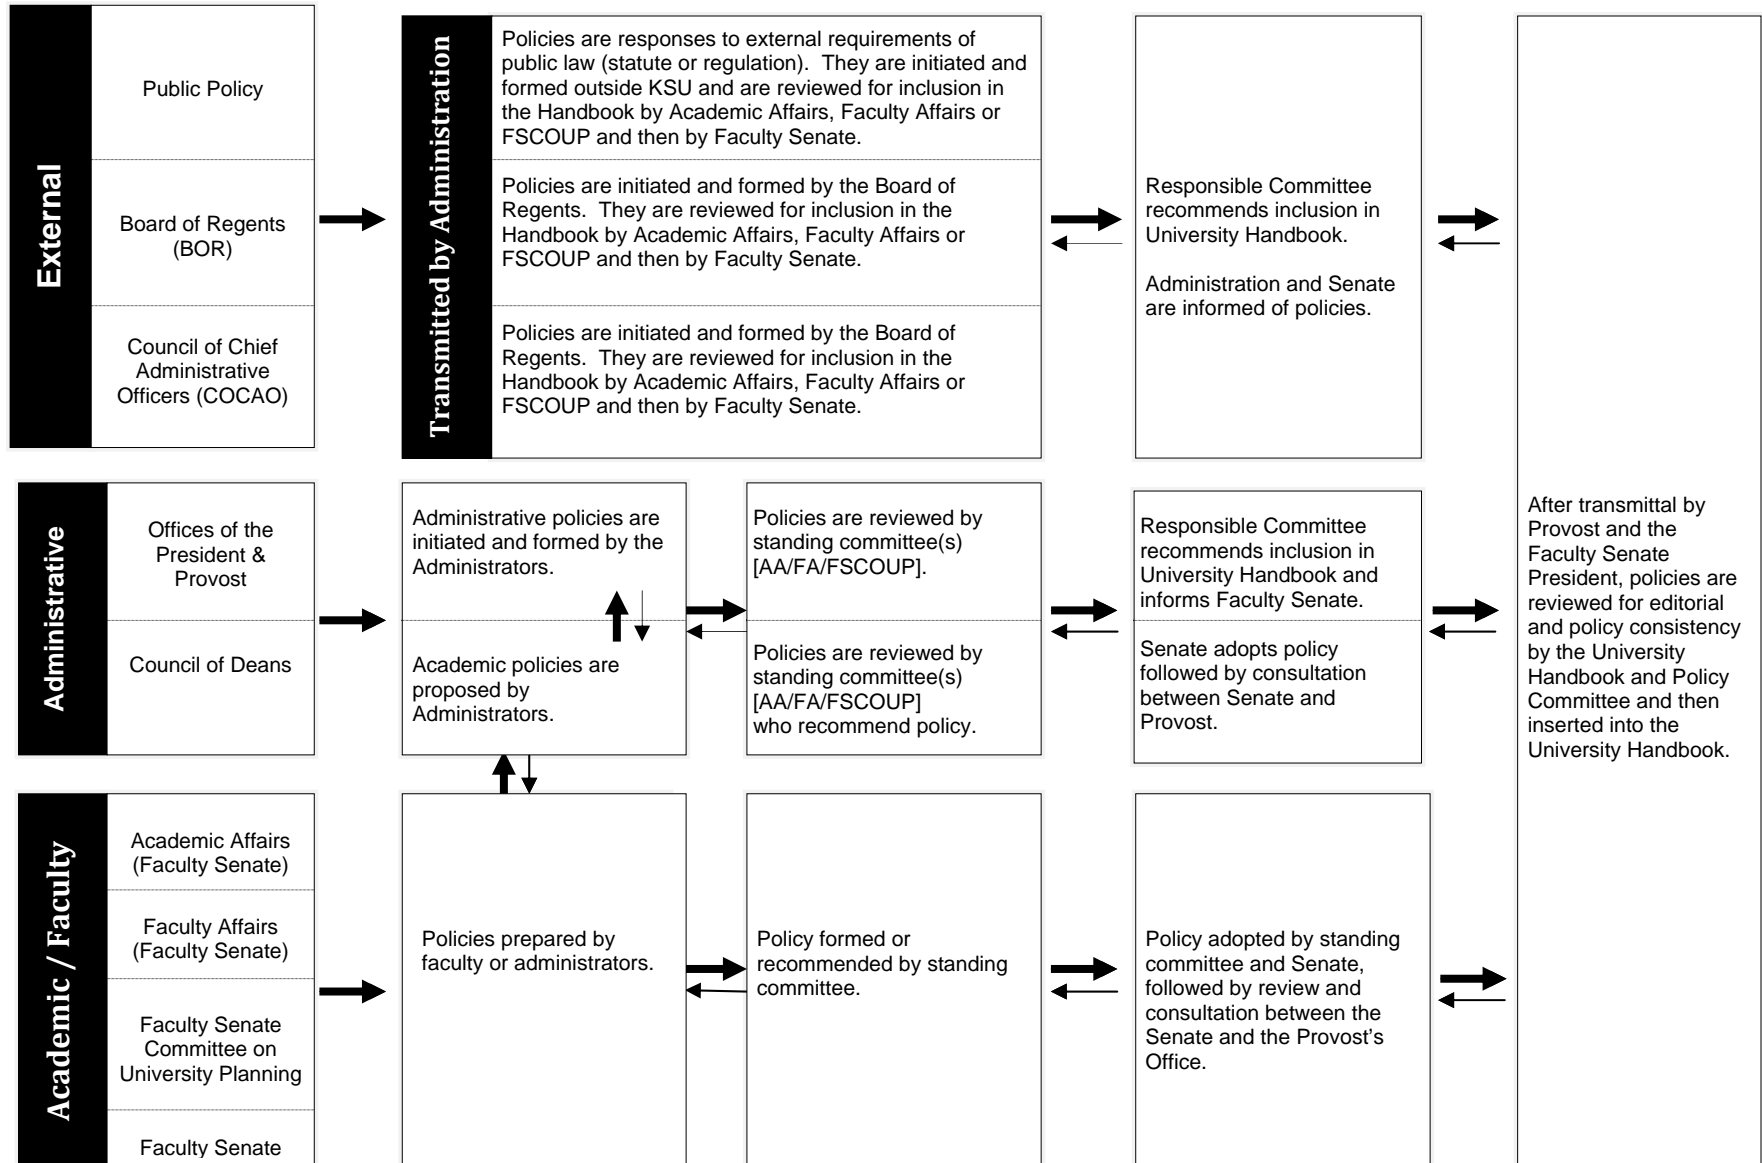 External
Public Policy
Board of Regents
(BOR)
Council of Chief
Administrative
Officers (COCAO)
Transmitted by Administration
Policies are responses to external requirements of
public law (statute or regulation).  They are initiated and
formed outside KSU and are reviewed for inclusion in
the Handbook by Academic Affairs, Faculty Affairs or
FSCOUP and then by Faculty Senate.
Policies are initiated and formed by the Board of
Regents.  They are reviewed for inclusion in the
Handbook by Academic Affairs, Faculty Affairs or
FSCOUP and then by Faculty Senate.
Policies are initiated and formed by the Board of
Regents.  They are reviewed for inclusion in the
Handbook by Academic Affairs, Faculty Affairs or
FSCOUP and then by Faculty Senate.
Responsible Committee
recommends inclusion in
University Handbook.
Administration and Senate
are informed of policies.
Administrative
Offices of the
President &
Provost
Council of Deans
Administrative policies are
initiated and formed by the
Administrators.
Academic policies are
proposed by
Administrators.
Policies are reviewed by
standing committee(s)
[AA/FA/FSCOUP].
Policies are reviewed by
standing committee(s)
[AA/FA/FSCOUP]
who recommend policy.
Responsible Committee
recommends inclusion in
University Handbook and
informs Faculty Senate.
Senate adopts policy
followed by consultation
between Senate and
Provost.
After transmittal by
Provost and the
Faculty Senate
President, policies are
reviewed for editorial
and policy consistency
by the University
Handbook and Policy
Committee and then
inserted into the
University Handbook.
Academic / Faculty
Academic Affairs
(Faculty Senate)
Faculty Affairs
(Faculty Senate)
Faculty Senate
Committee on
University Planning
Faculty Senate
Policies prepared by
faculty or administrators.
Policy formed or
recommended by standing
committee.
Policy adopted by standing
committee and Senate,
followed by review and
consultation between the
Senate and the Provost's
Office.